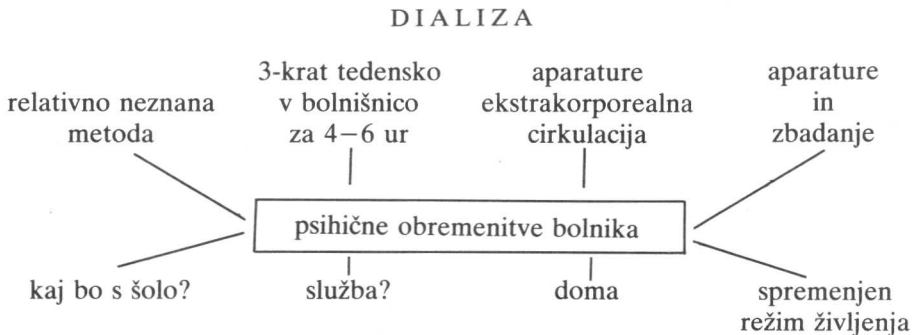 DIALIZA
relativno neznana
metoda
3-krat tedensko
v bolnišnico
za 4–6 ur
aparature
ekstrakorporealna
cirkulacija
aparature
in
zbadanje
psihične obremenitve bolnika
kaj bo s šolo?
služba?
doma
spremenjen
režim življenja